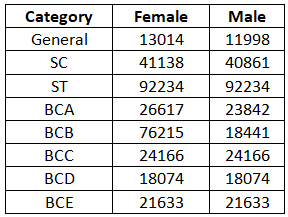 Category Female Male
General 13014 11998
SC 41138 40861
ST 92234 92234
BCA 26617 23842
BCB 76215 18441
BCC 24166 24166
BCD 18074 18074
BCE 21633 21633